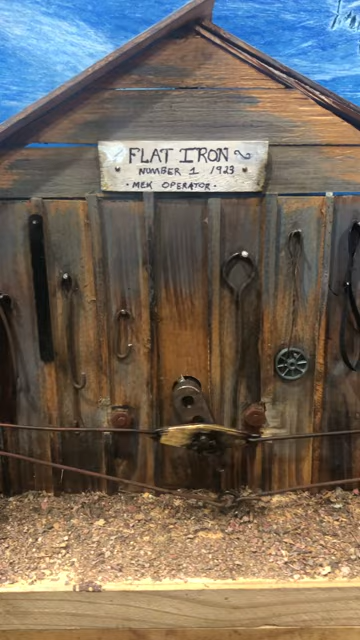 FLAT IRON
NUMBER 1 1923
· MEK OPERATOR ·